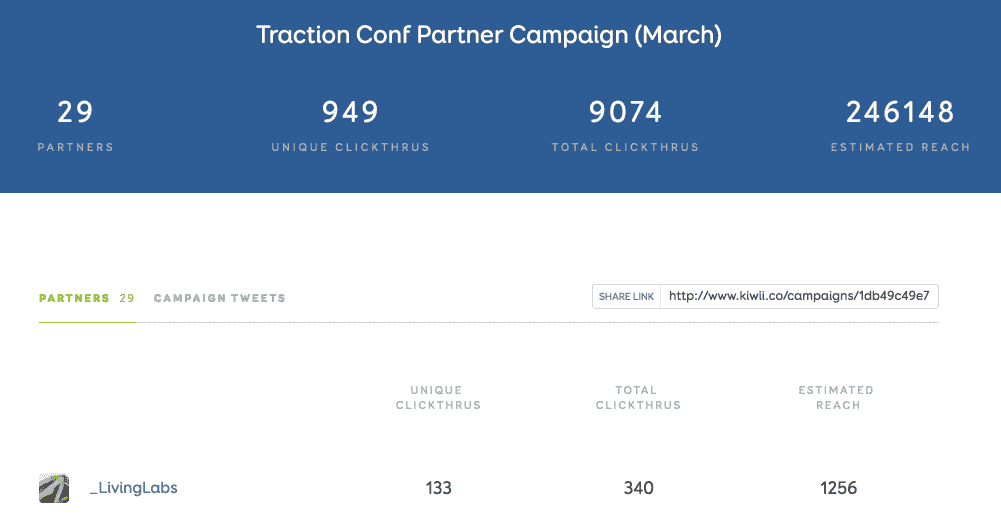 Traction Conf Partner Campaign (March)
29 949 9074 246148
PARTNERS UNIQUE CLICKTHRUS TOTAL CLICKTHRUS ESTIMATED REACH
PARTNERS 29 CAMPAIGN TWEETS SHARE LINK http://www.kiwii.co/campaigns/1db49c49e7
UNIQUE TOTAL ESTIMATED
CLICKTHRUS CLICKTHRUS REACH
_LivingLabs 133 340 1256